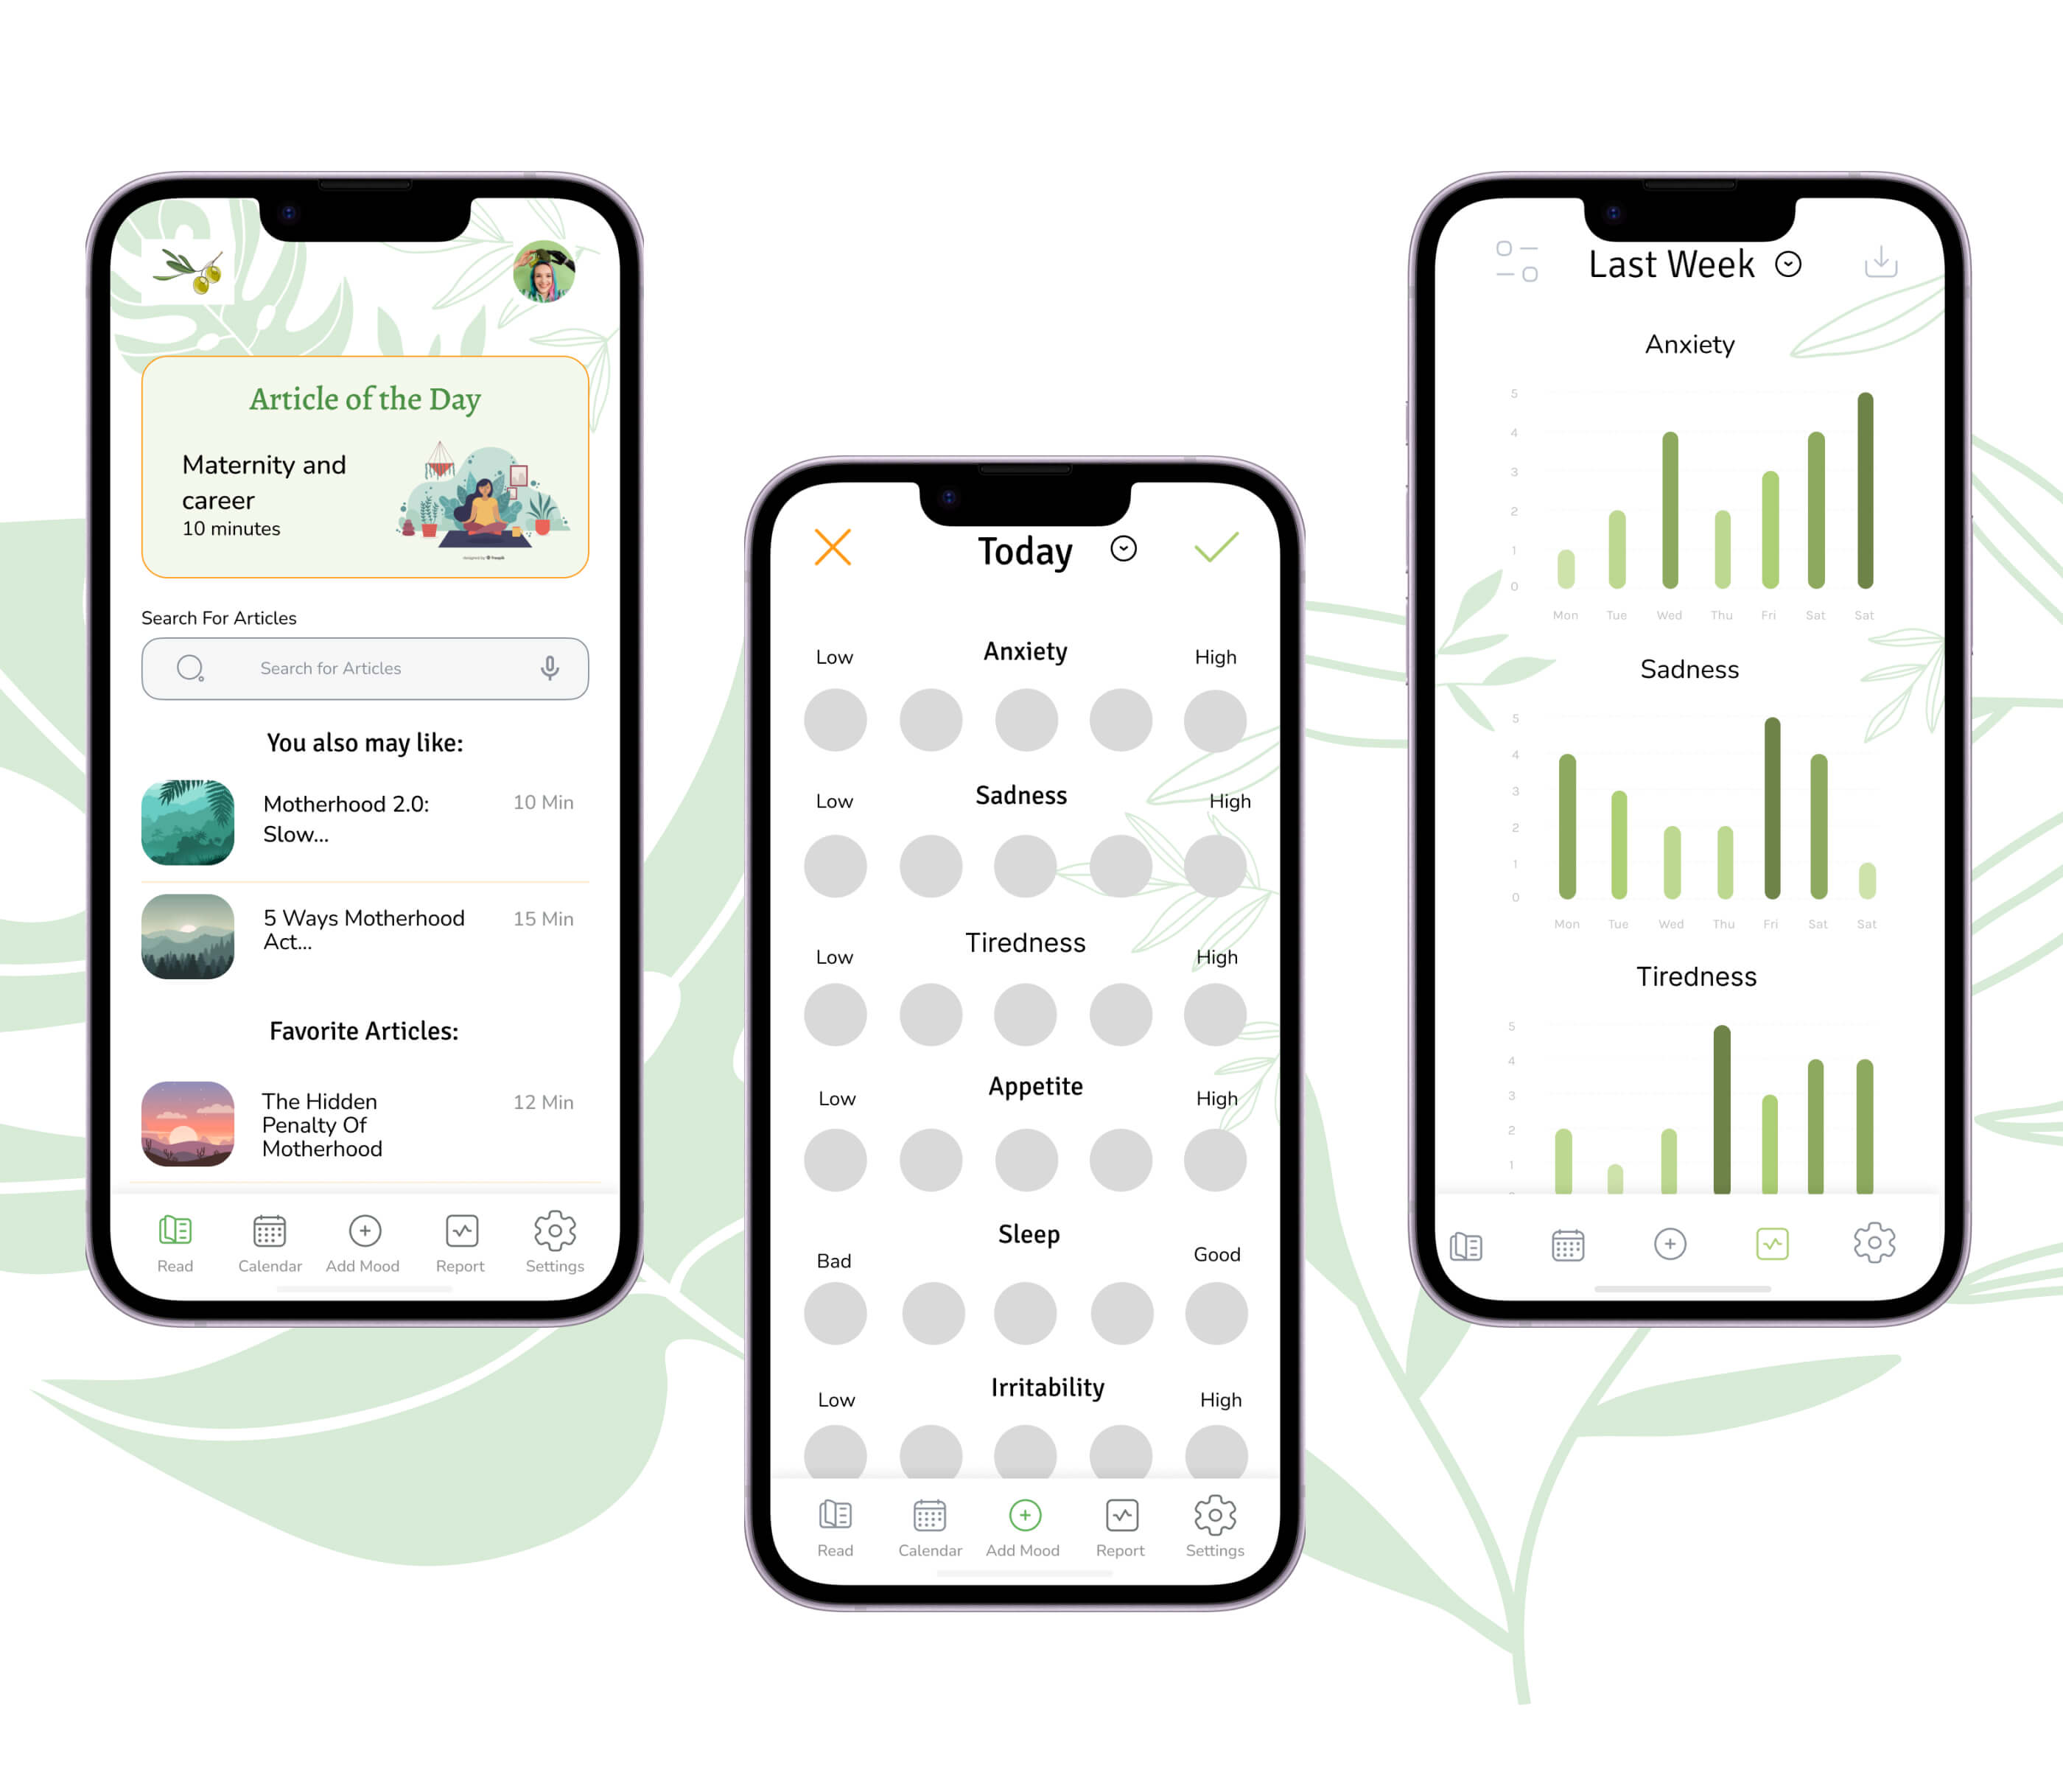 Article of the Day
Maternity and
career
10 minutes
Search For Articles
Search for Articles
You also may like:
Motherhood 2.0:
Slow...
10 Min
5 Ways Motherhood
Act...
15 Min
Favorite Articles:
The Hidden
Penalty Of
Motherhood
12 Min
Read Calendar Add Mood Report Settings
Today
Low Anxiety High
Low Sadness High
Low Tiredness High
Low Appetite High
Bad Sleep Good
Low Irritability High
Read Calendar Add Mood Report Settings
Last Week
Anxiety
5
4
3
2
1
0
Mon Tue Wed Thu Fri Sat Sat
Sadness
5
4
3
2
1
0
Mon Tue Wed Thu Fri Sat Sat
Tiredness
5
4
3
2
1